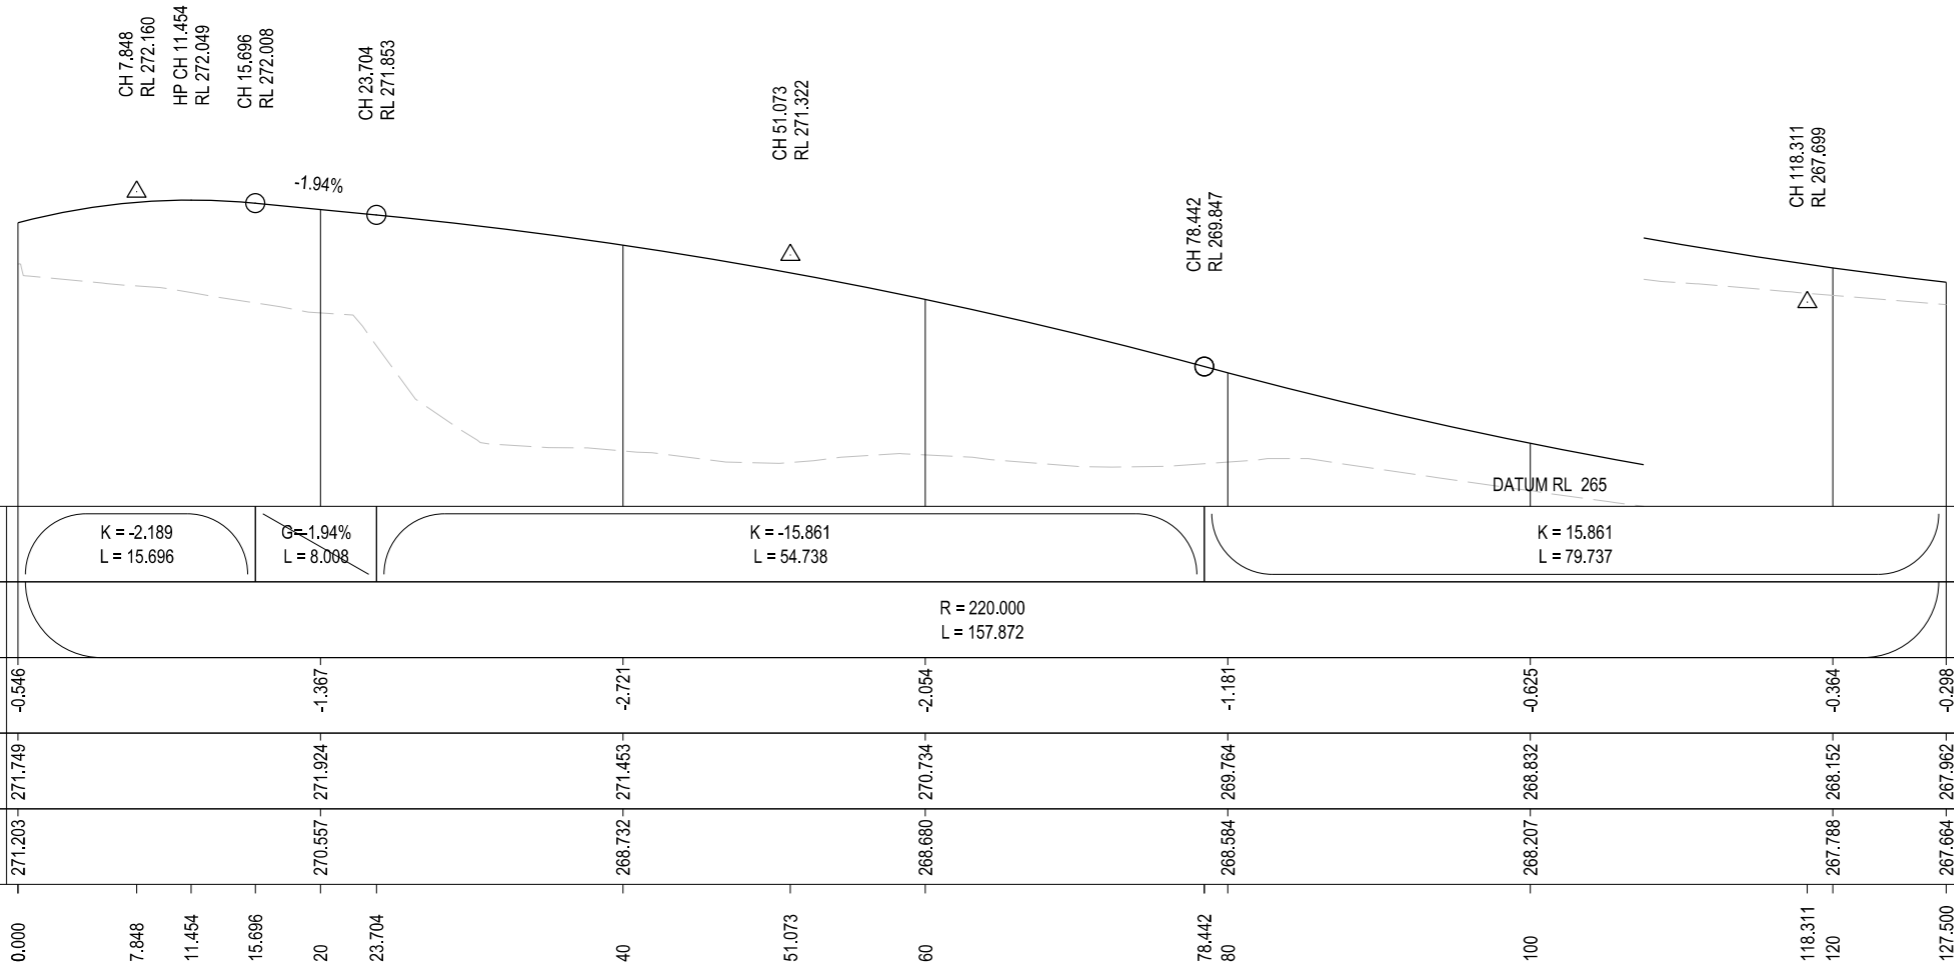 CH 7.848
RL 272.160
HP CH 11.454
RL 272.049
CH 15.696
RL 272.008
CH 23.704
RL 271.853
CH 51.073
RL 271.322
CH 78.442
RL 269.847
CH 118.311
RL 267.699
-1.94%
DATUM RL 265
K = -2.189
L = 15.696
G=-1.94%
L = 8.008
K = -15.861
L = 54.738
K = 15.861
L = 79.737
R = 220.000
L = 157.872
-0.546
-1.367
-2.721
-2.054
-1.181
-0.625
-0.364
-0.298
271.749
271.924
271.453
270.734
269.764
268.832
268.152
267.962
271.203
270.557
268.732
268.680
268.584
268.207
267.788
267.664
0.000
7.848
11.454
15.696
20
23.704
40
51.073
60
78.442
80
100
118.311
120
127.500